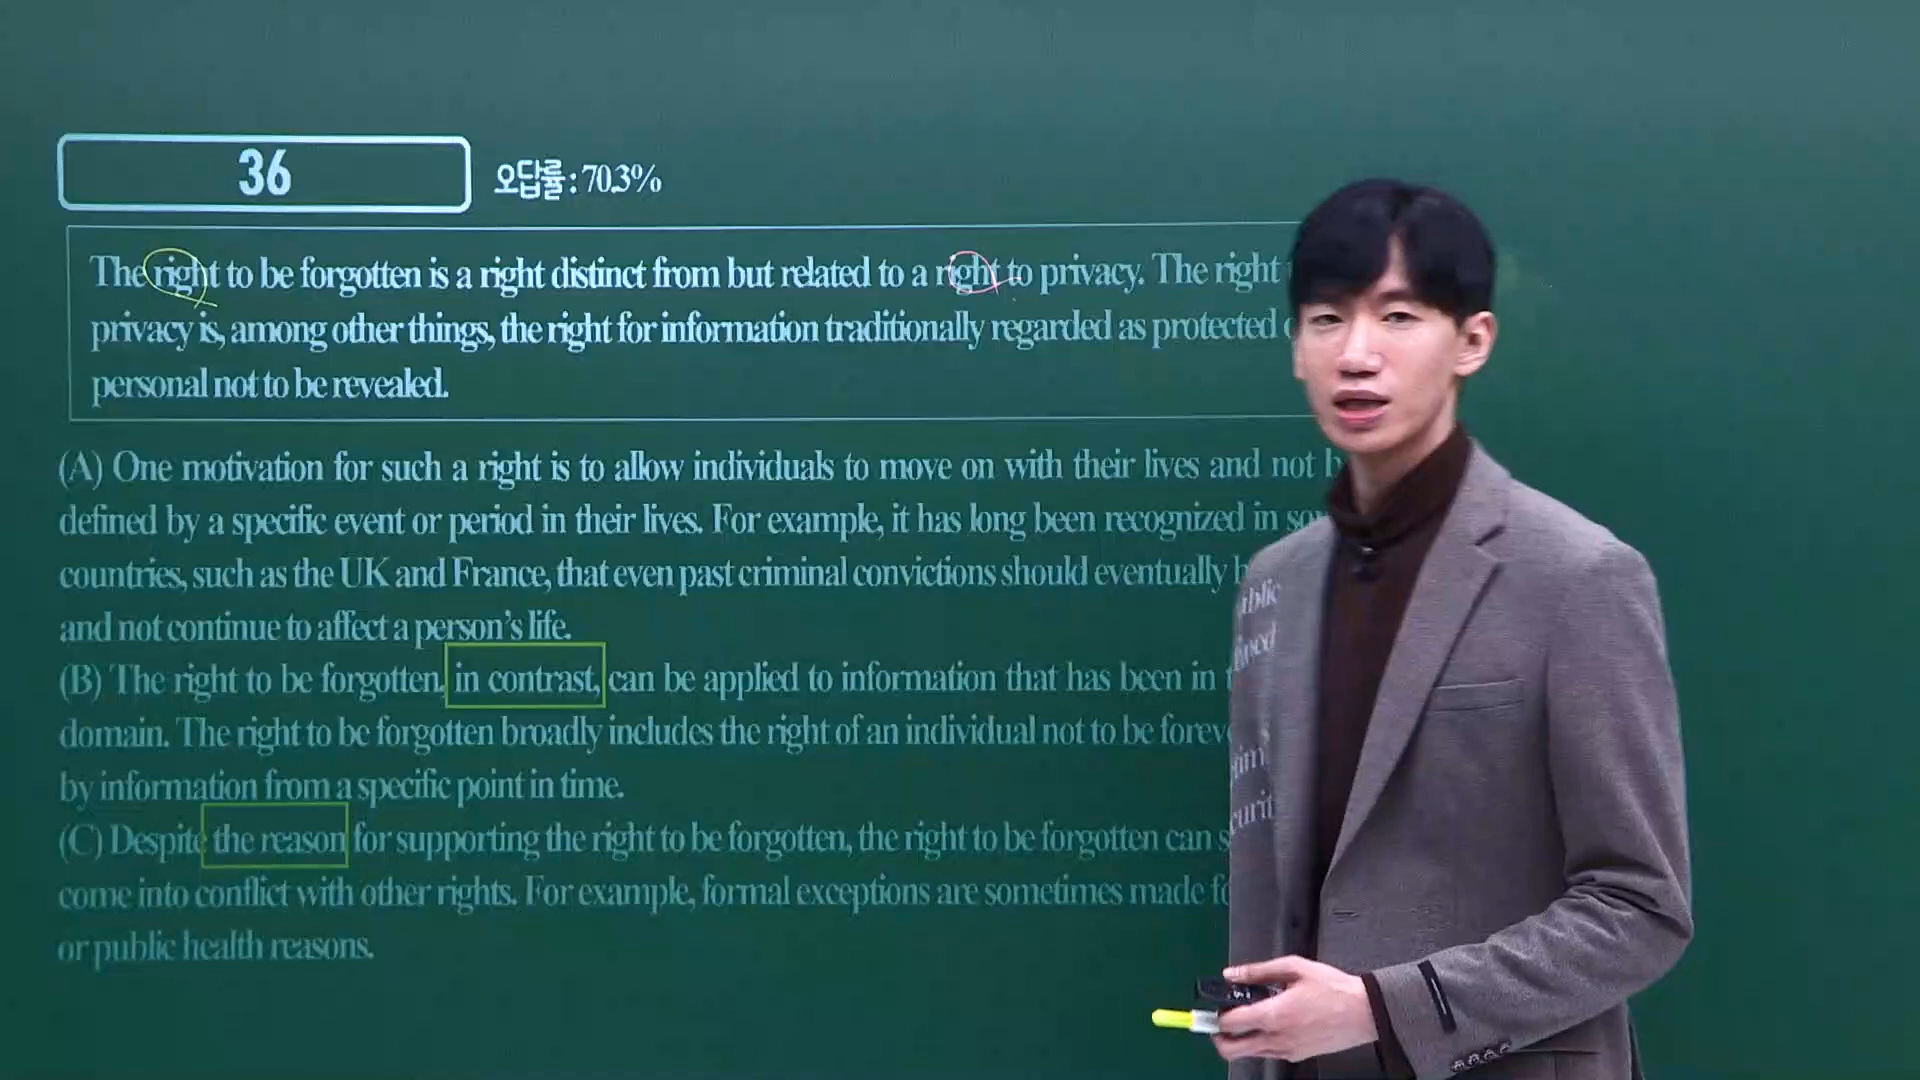 36
오답률 : 70.3%
The right to be forgotten is a right distinct from but related to a right to privacy. The right
privacy is, among other things, the right for information traditionally regarded as protected
personal not to be revealed.
(A) One motivation for such a right is to allow individuals to move on with their lives and not
defined by a specific event or period in their lives. For example, it has long been recognized in
countries, such as the UK and France, that even past criminal convictions should eventually
and not continue to affect a person's life.
(B) The right to be forgotten, in contrast, can be applied to information that has been in
domain. The right to be forgotten broadly includes the right of an individual not to be
by information from a specific point in time.
(C) Despite the reason for supporting the right to be forgotten, the right to be forgotten can
come into conflict with other rights. For example, formal exceptions are sometimes made
or public health reasons.